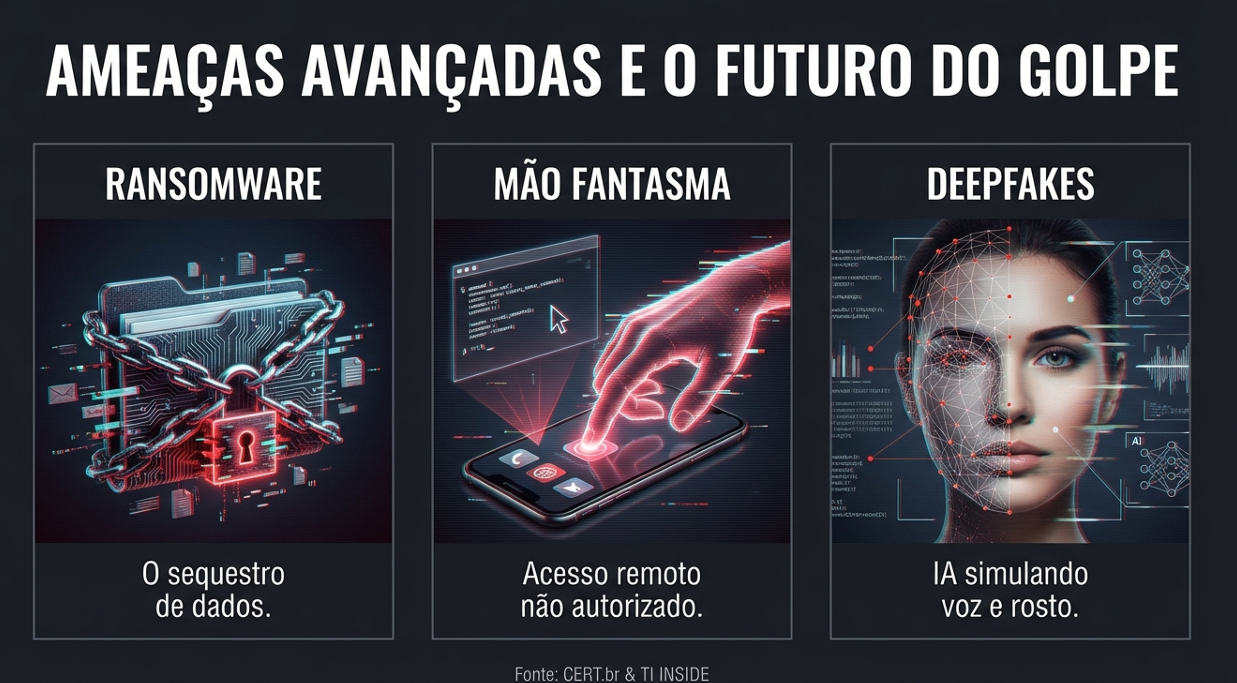 AMEAÇAS AVANÇADAS E O FUTURO DO GOLPE
RANSOMWARE
O sequestro
de dados.
MÃO FANTASMA
Acesso remoto
não autorizado.
DEEPFAKES
AI
IA simulando
voz e rosto.
Fonte: CERT.br & TI INSIDE